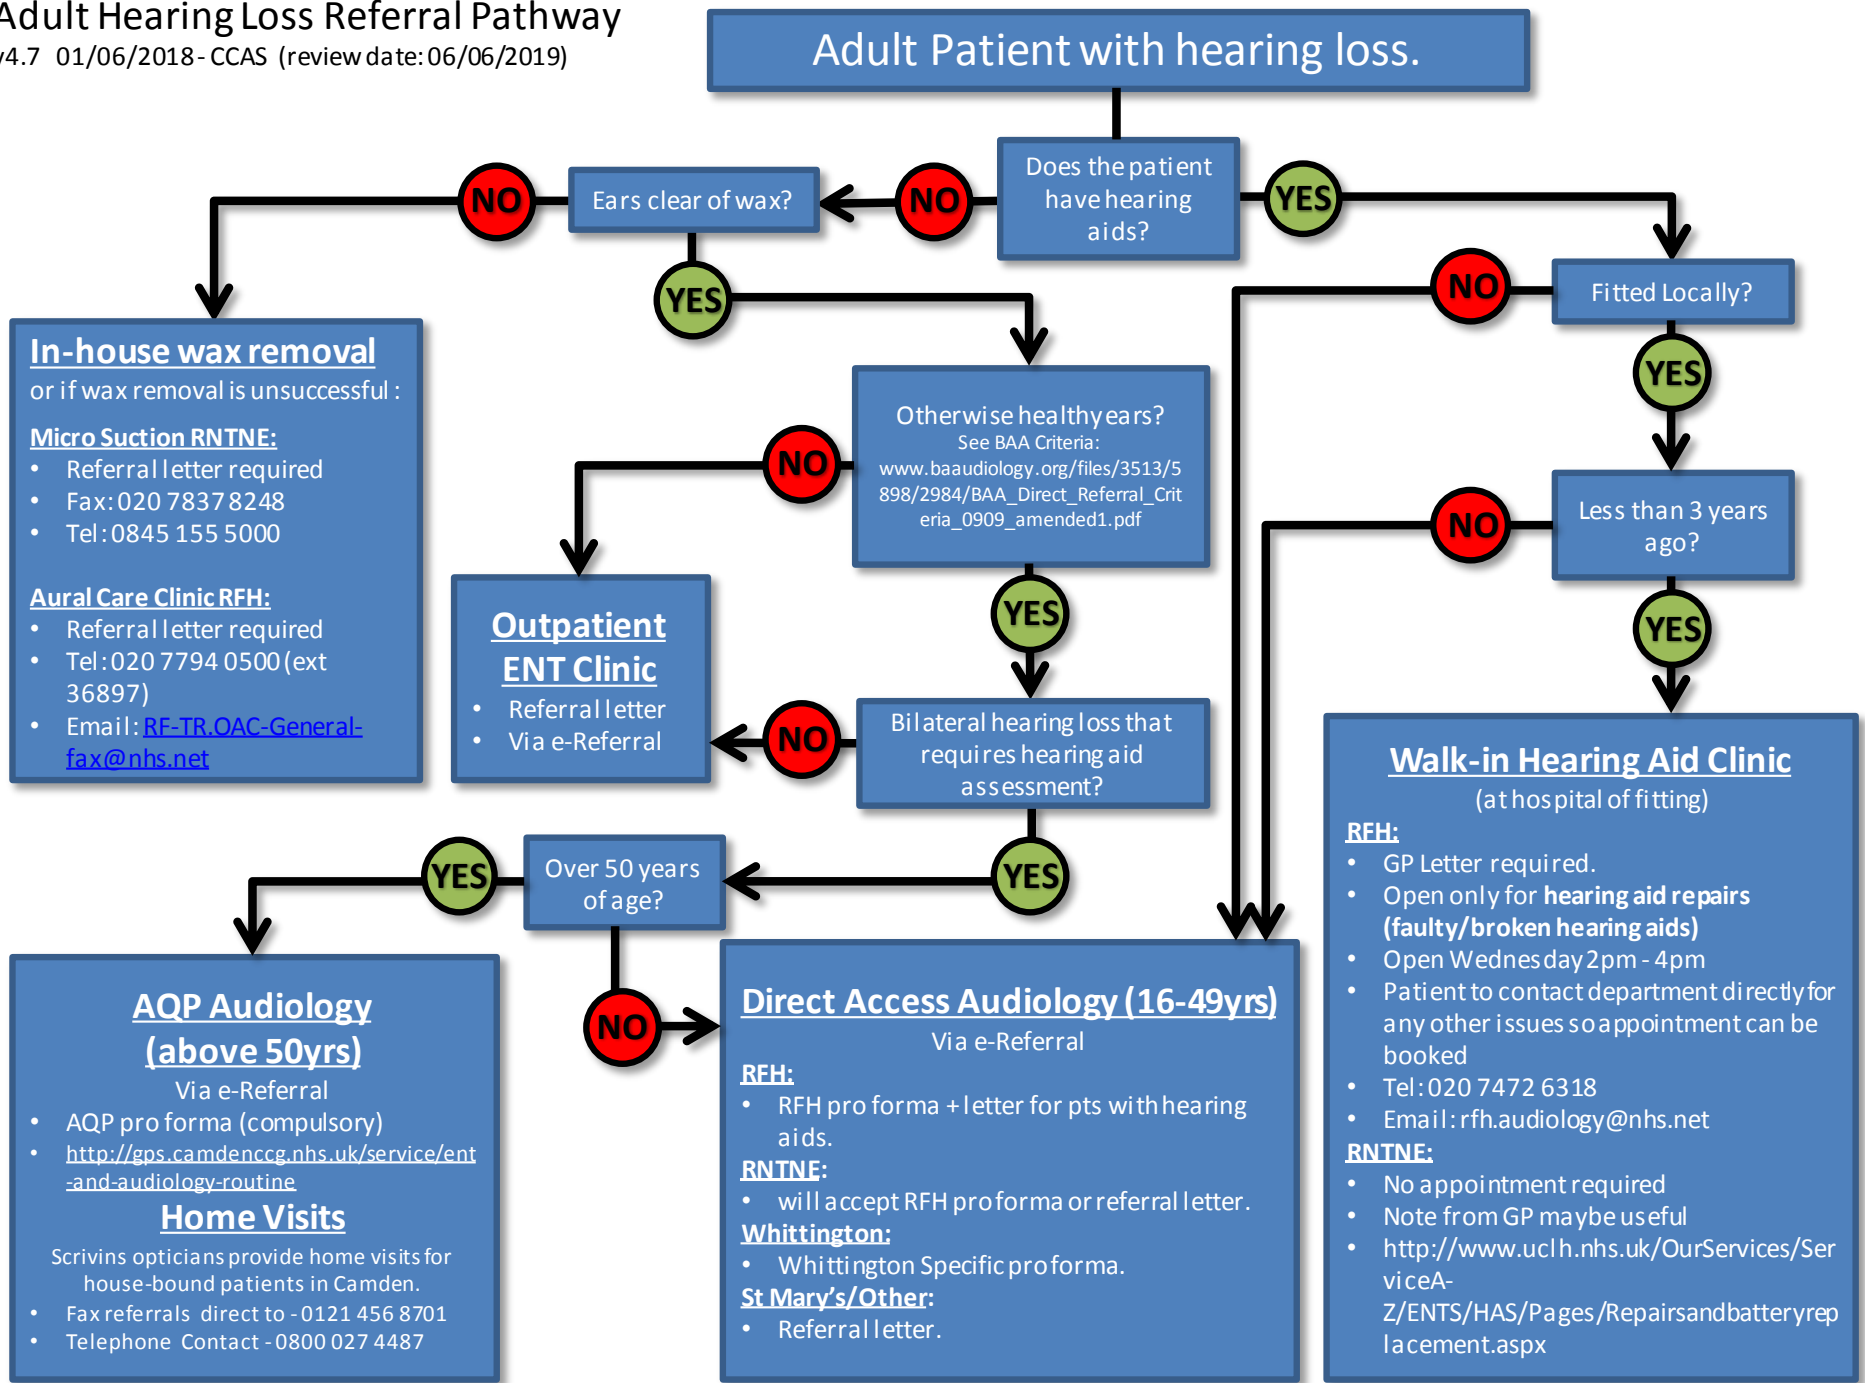 Adult Hearing Loss Referral Pathway
v4.7 01/06/2018 - CCAS (review date: 06/06/2019)
Adult Patient with hearing loss.
Does the patient
have hearing
aids?
NO
YES
Ears clear of wax?
NO
YES
Fitted Locally?
NO
YES
In-house wax removal
or if wax removal is unsuccessful :
Micro Suction RNTNE:
• Referral letter required
• Fax: 020 7837 8248
• Tel: 0845 155 5000
Aural Care Clinic RFH:
• Referral letter required
• Tel: 020 7794 0500 (ext
36897)
• Email: RF-TR.OAC-General-
fax@nhs.net
Otherwise healthy ears?
See BAA Criteria:
www.baaudiology.org/files/3513/5
898/2984/BAA_Direct_Referral_Crit
eria_0909_amended1.pdf
NO
YES
Less than 3 years
ago?
NO
YES
Outpatient
ENT Clinic
• Referral letter
• Via e-Referral
Bilateral hearing loss that
requires hearing aid
assessment?
NO
YES
Over 50 years
of age?
YES
NO
AQP Audiology
(above 50yrs)
Via e-Referral
• AQP pro forma (compulsory)
• http://gps.camdenccg.nhs.uk/service/ent
-and-audiology-routine
Home Visits
Scrivins opticians provide home visits for
house-bound patients in Camden.
• Fax referrals direct to - 0121 456 8701
• Telephone Contact - 0800 027 4487
Direct Access Audiology (16-49yrs)
Via e-Referral
RFH:
• RFH pro forma + letter for pts with hearing
aids.
RNTNE:
• will accept RFH pro forma or referral letter.
Whittington:
• Whittington Specific pro forma.
St Mary's/Other:
• Referral letter.
Walk-in Hearing Aid Clinic
(at hospital of fitting)
RFH:
• GP Letter required.
• Open only for hearing aid repairs
(faulty/broken hearing aids)
• Open Wednesday 2pm - 4pm
• Patient to contact department directly for
any other issues so appointment can be
booked
• Tel: 020 7472 6318
• Email: rfh.audiology@nhs.net
RNTNE:
• No appointment required
• Note from GP maybe useful
• http://www.uclh.nhs.uk/OurServices/Ser
viceA-
Z/ENTS/HAS/Pages/Repairsandbatteryrep
lacement.aspx